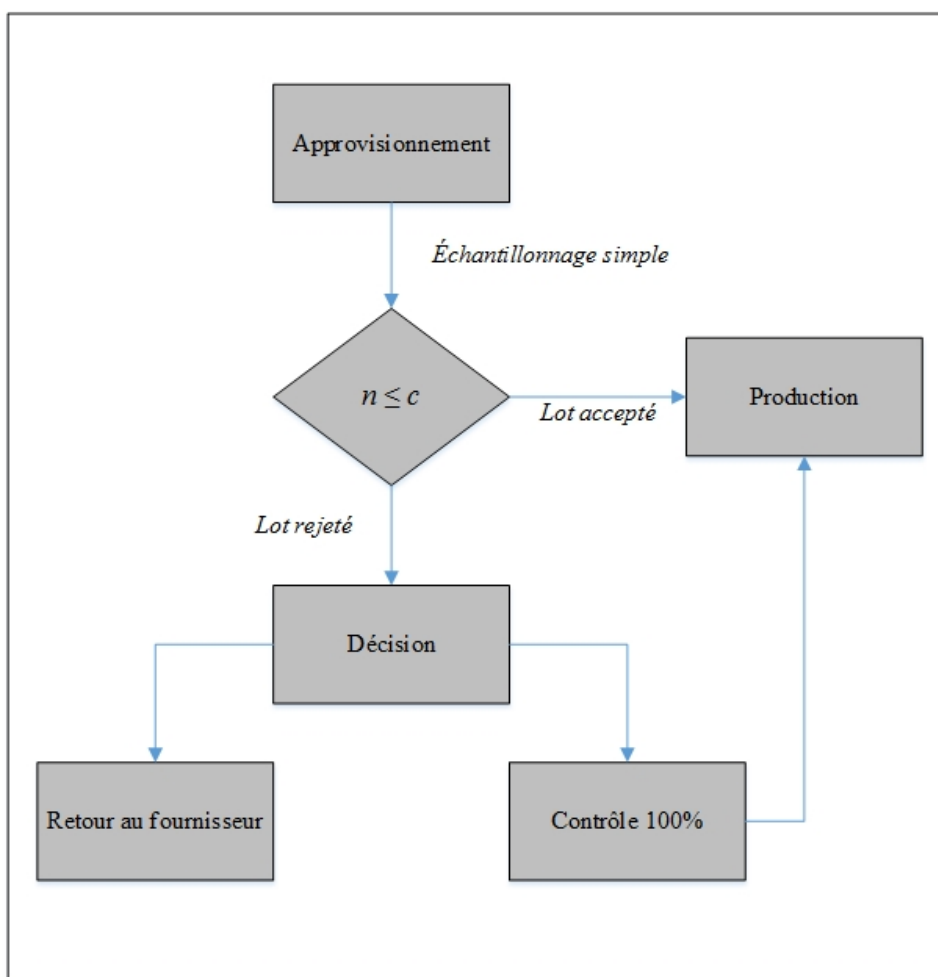 Approvisionnement
Échantillonnage simple
n ≤ c
Lot accepté
Production
Lot rejeté
Décision
Retour au fournisseur
Contrôle 100%